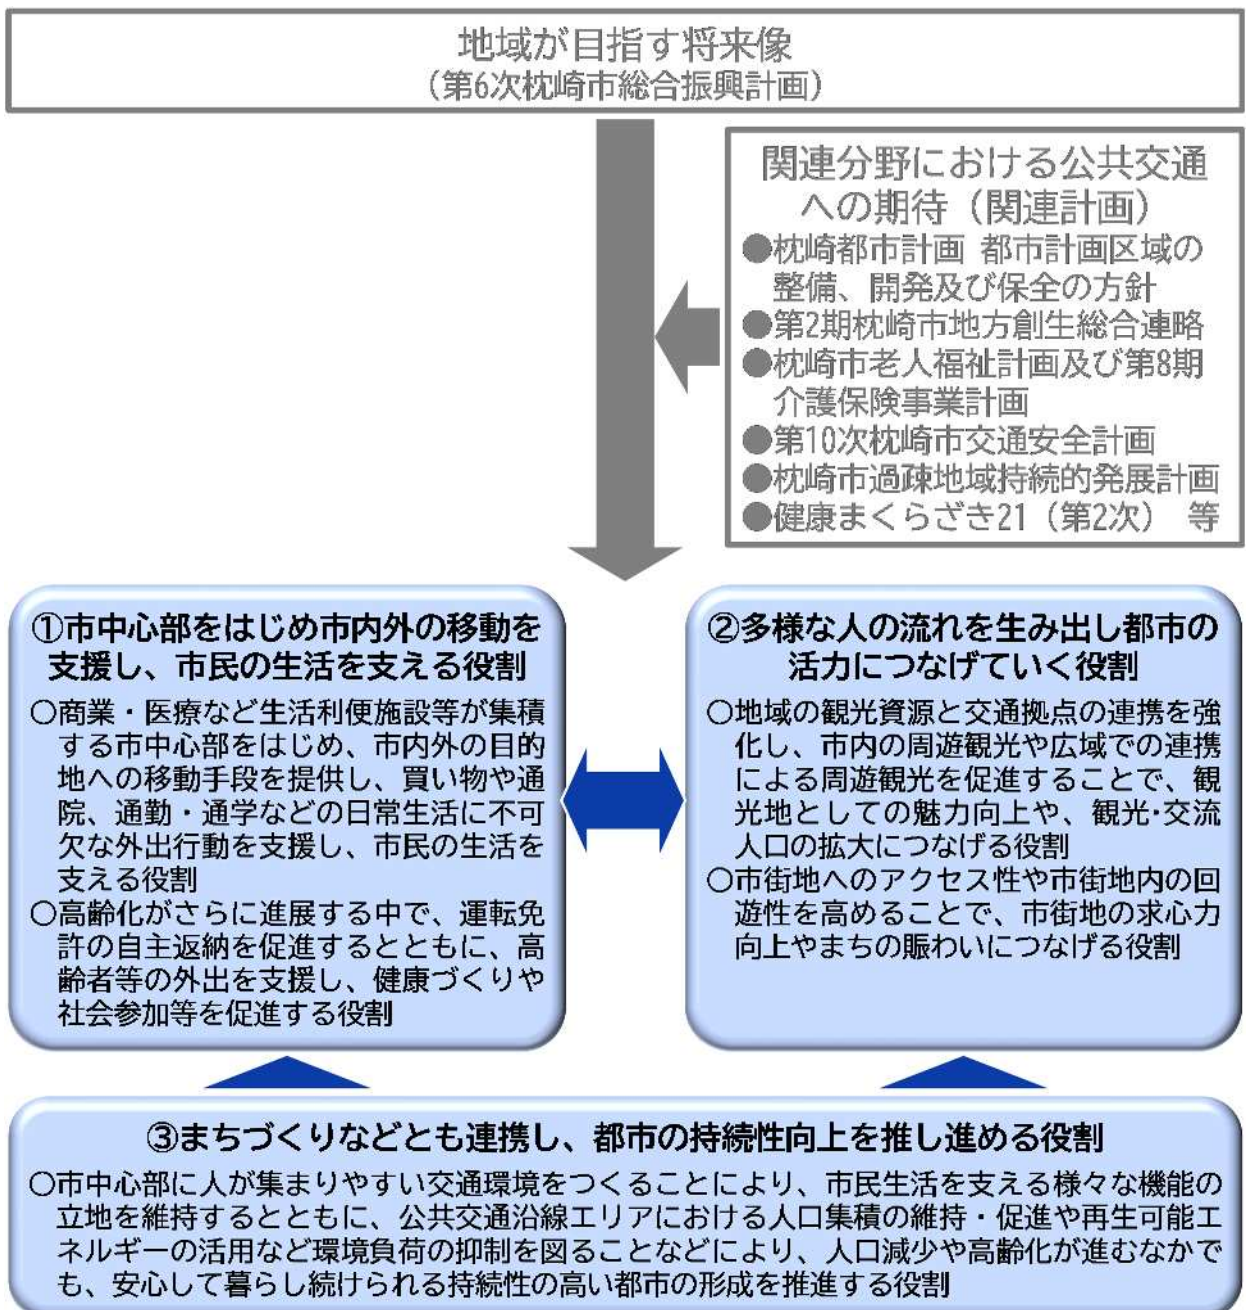 地域が目指す将来像
（第6次枕崎市総合振興計画）
関連分野における公共交通
への期待（関連計画）
●枕崎都市計画 都市計画区域の
整備、開発及び保全の方針
●第2期枕崎市地方創生総合連略
●枕崎市老人福祉計画及び第8期
介護保険事業計画
●第10次枕崎市交通安全計画
●枕崎市過疎地域持続的発展計画
●健康まくらざき21（第2次） 等
①市中心部をはじめ市内外の移動を
支援し、市民の生活を支える役割
○商業・医療など生活利便施設等が集積
する市中心部をはじめ、市内外の目的
地への移動手段を提供し、買い物や通
院、通勤・通学などの日常生活に不可
欠な外出行動を支援し、市民の生活を
支える役割
○高齢化がさらに進展する中で、運転免
許の自主返納を促進するとともに、高
齢者等の外出を支援し、健康づくりや
社会参加等を促進する役割
②多様な人の流れを生み出し都市の
活力につなげていく役割
○地域の観光資源と交通拠点の連携を強
化し、市内の周遊観光や広域での連携
による周遊観光を促進することで、観
光地としての魅力向上や、観光・交流
人口の拡大につなげる役割
○市街地へのアクセス性や市街地内の回
遊性を高めることで、市街地の求心力
向上やまちの賑わいにつなげる役割
③まちづくりなどとも連携し、都市の持続性向上を推し進める役割
○市中心部に人が集まりやすい交通環境をつくることにより、市民生活を支える様々な機能の
立地を維持するとともに、公共交通沿線エリアにおける人口集積の維持・促進や再生可能エ
ネルギーの活用など環境負荷の抑制を図ることなどにより、人口減少や高齢化が進むなかで
も、安心して暮らし続けられる持続性の高い都市の形成を推進する役割